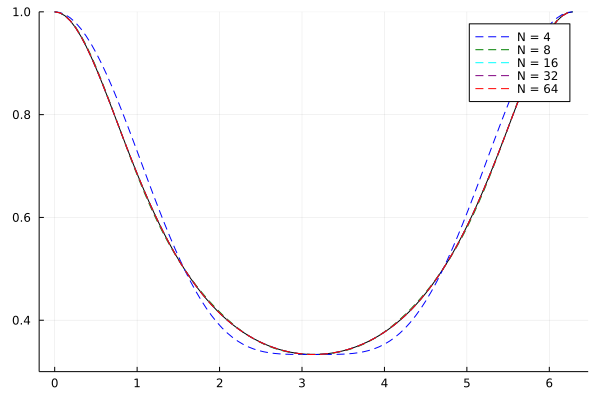 1.0
0.8
0.6
0.4
0 1 2 3 4 5 6
N = 4
N = 8
N = 16
N = 32
N = 64